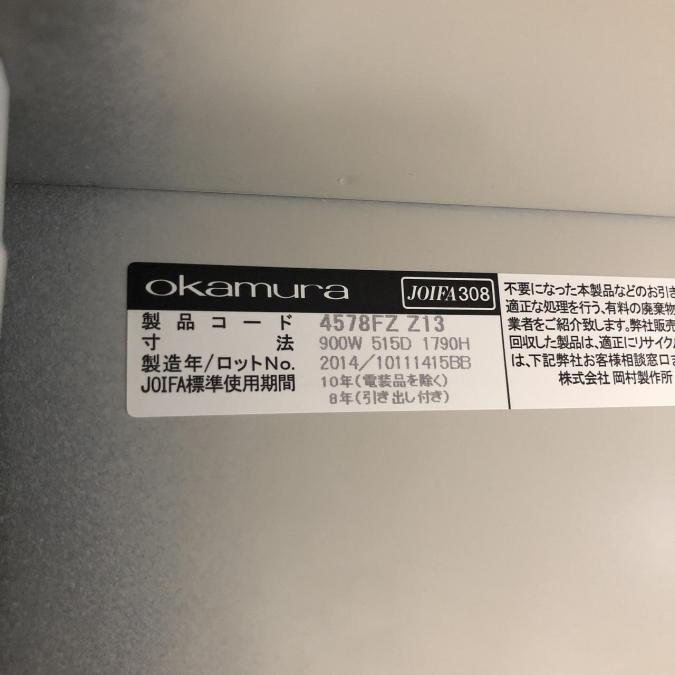 okamura
JOIFA308
製品コード 4578FZ Z13
寸法 900W 515D 1790H
製造年/ロットNo. 2014/10111415BB
JOIFA標準使用期間 10年(電装品を除く)
8年(引き出し付き)
不要になった本製品などのお引き
適正な処理を行う、有料の廃棄物
業者をご紹介致します。弊社販売
回収した製品は、適正にリサイクル
は、下記弊社お客様相談窓口ま
株式会社 岡村製作所